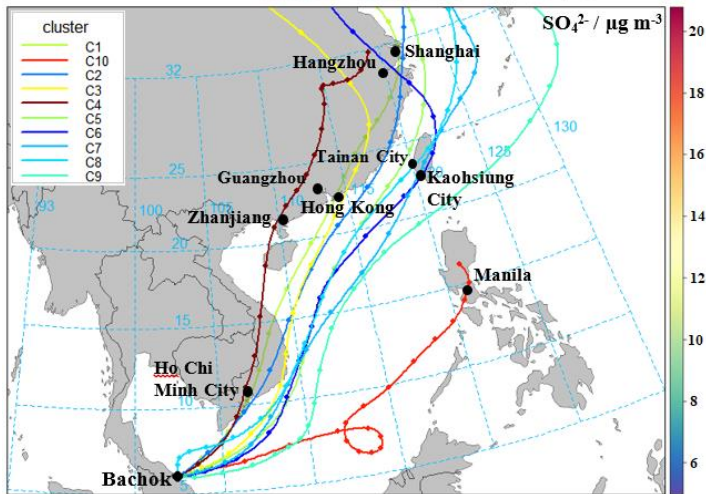 SO₄²⁻ / µg m⁻³
cluster
C1
C10
C2
C3
C4
C5
C6
C7
C8
C9
Shanghai
Hangzhou
32
130
125
Tainan City
Guangzhou
25
115
Kaohsiung
City
Hong Kong
Zhanjiang
93
100
105
20
Manila
15
Ho Chi
Minh City
10
Bachok
5
20
18
16
14
12
10
8
6